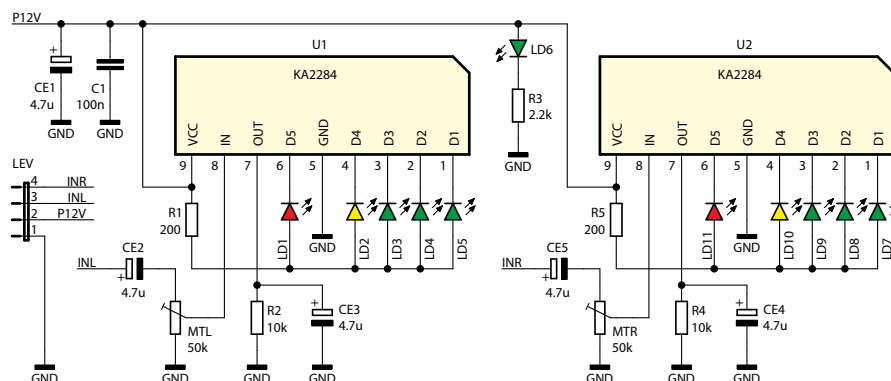 P12V
U1
U2
KA2284
LD6
KA2284
+
CE1
4.7u
C1
100n
R3
2.2k
GND
GND
GND
VCC
IN
OUT
D5
GND
D4
D3
D2
D1
9 8 7 6 5 4 3 2 1
VCC
IN
OUT
D5
GND
D4
D3
D2
D1
9 8 7 6 5 4 3 2 1
LEV
4 INR
3 INL
2 P12V
1
R1
200
LD1
GND
LD2
LD3
LD4
LD5
R5
200
LD11
GND
LD10
LD9
LD8
LD7
INL
CE2
+
4.7u
INR
CE5
+
4.7u
MTL
50k
R2
10k
+
CE3
4.7u
MTR
50k
R4
10k
+
CE4
4.7u
GND
GND
GND
GND
GND
GND
GND